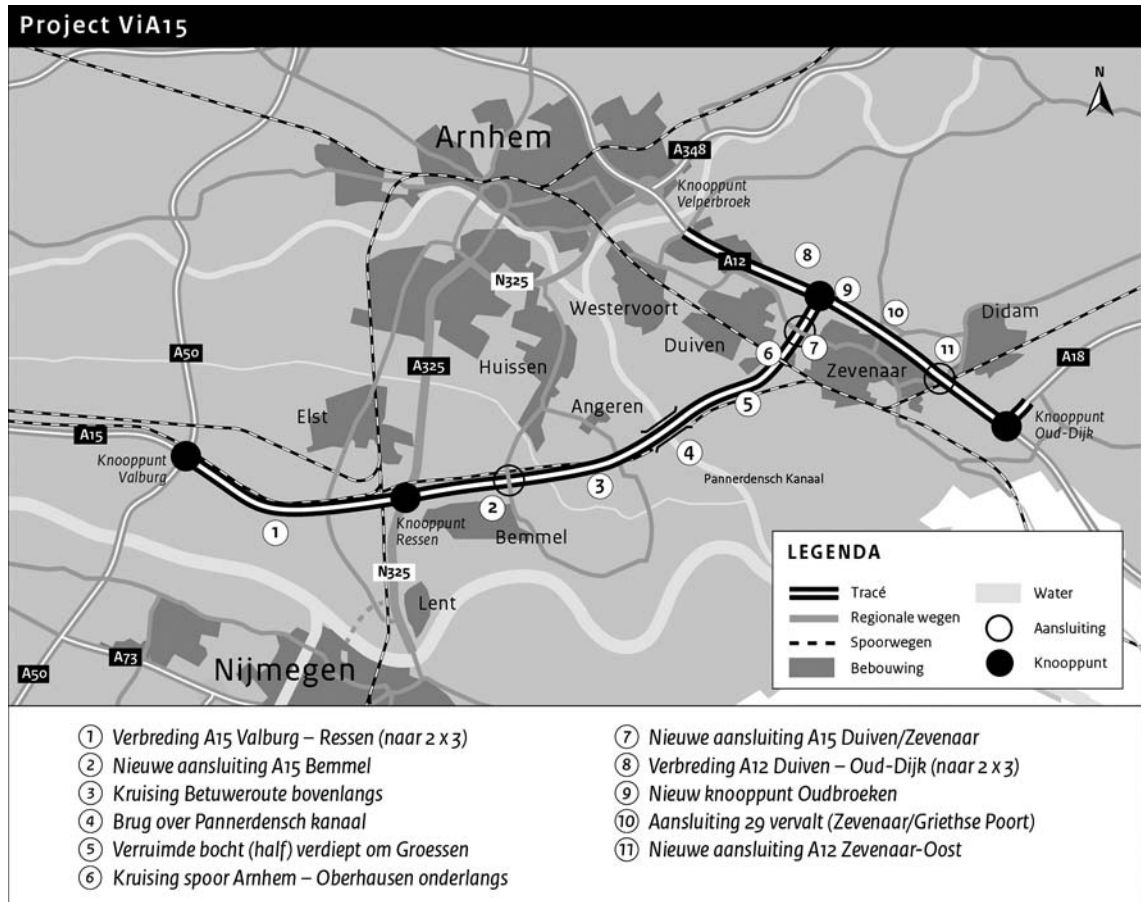 Project ViA15
N
Arnhem
A348
Knooppunt
Velperbroek
8
A12
9
N325
10
Westervoort
Didam
11
A50
Duiven
6
7
A18
A325
Huissen
Zevenaar
5
Elst
Angeren
Knooppunt
Oud-Dijk
A15
4
Knooppunt
Valburg
3
Pannerdensch Kanaal
2
1
Knooppunt
Ressen
Bemmel
N325
Lent
A73
Nijmegen
A50
LEGENDA
Tracé
Regionale wegen
Spoorwegen
Bebouwing
Water
Aansluiting
Knooppunt
1 Verbreding A15 Valburg – Ressen (naar 2 x 3)
2 Nieuwe aansluiting A15 Bemmel
3 Kruising Betuweroute bovenlangs
4 Brug over Pannerdensch kanaal
5 Verruimde bocht (half) verdiept om Groessen
6 Kruising spoor Arnhem – Oberhausen onderlangs
7 Nieuwe aansluiting A15 Duiven/Zevenaar
8 Verbreding A12 Duiven – Oud-Dijk (naar 2 x 3)
9 Nieuw knooppunt Oudbroeken
10 Aansluiting 29 vervalt (Zevenaar/Griethse Poort)
11 Nieuwe aansluiting A12 Zevenaar-Oost